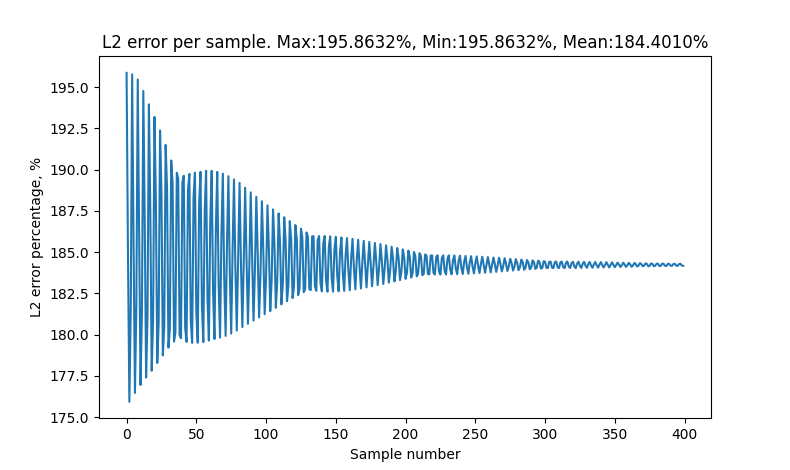 L2 error per sample. Max:195.8632%, Min:195.8632%, Mean:184.4010%
L2 error percentage, %
195.0
192.5
190.0
187.5
185.0
182.5
180.0
177.5
175.0
0 50 100 150 200 250 300 350 400
Sample number